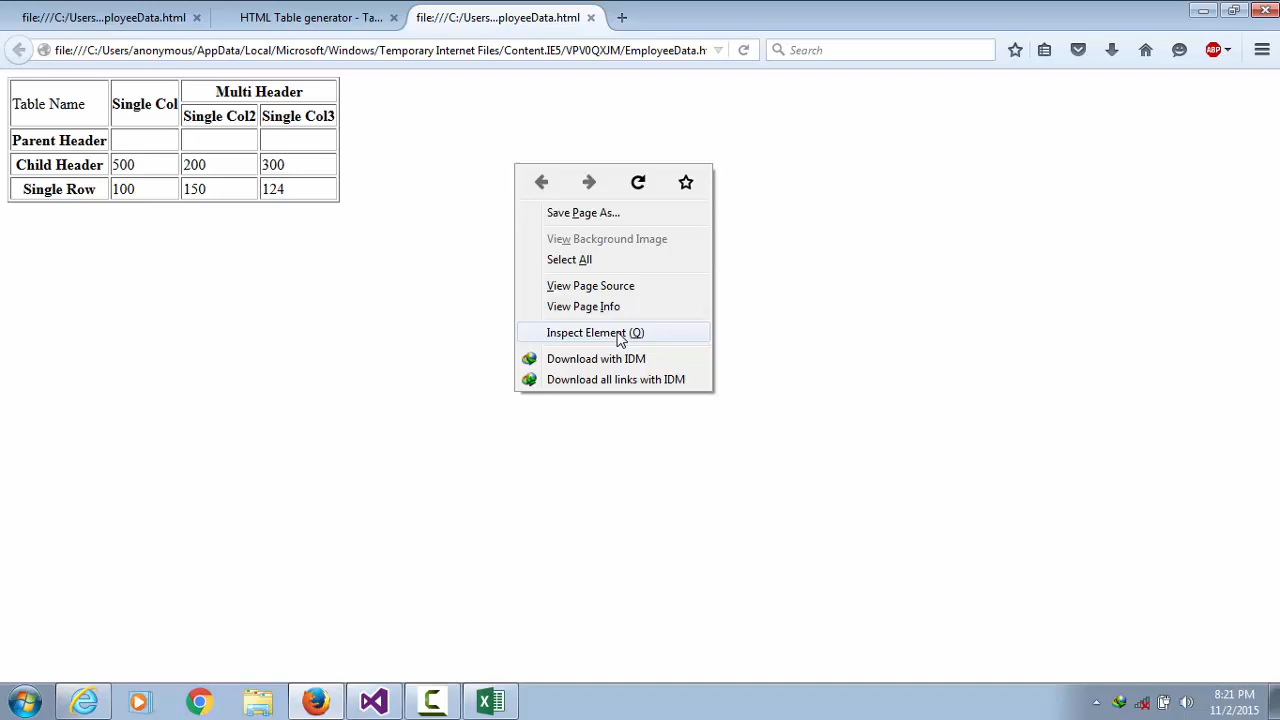 file:///C:/Users...ployeeData.html
HTML Table generator - Ta...
file:///C:/Users...ployeeData.html
file:///C:/Users/anonymous/AppData/Local/Microsoft/Windows/Temporary Internet Files/Content.IE5/VPV0QXJM/EmployeeData.h
Search
ABP
Table Name Single Col Multi Header
Single Col2 Single Col3
Parent Header
Child Header 500 200 300
Single Row 100 150 124
Save Page As...
View Background Image
Select All
View Page Source
View Page Info
Inspect Element (Q)
Download with IDM
Download all links with IDM
8:21 PM
11/2/2015